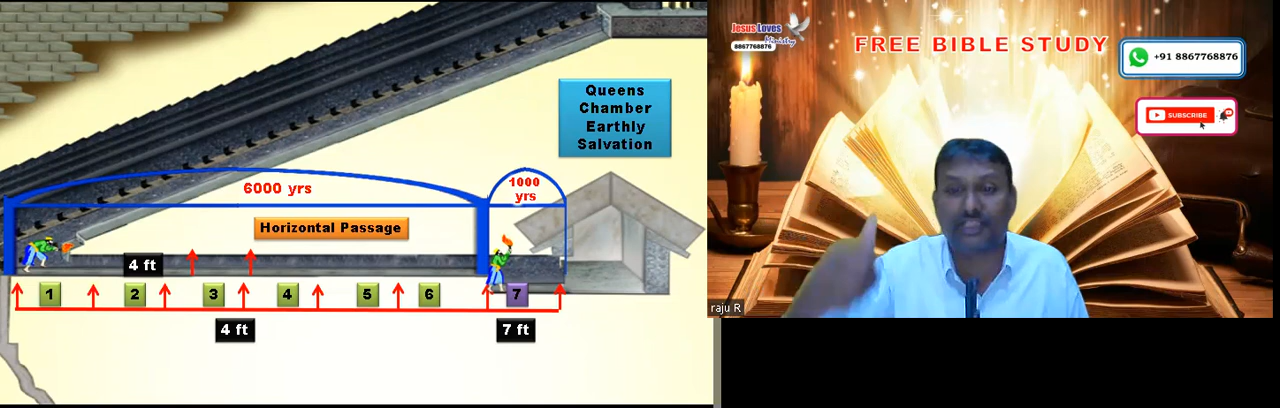 Queens
Chamber
Earthly
Salvation
6000 yrs
1000
yrs
Horizontal Passage
4 ft
1
2
3
4
5
6
7
4 ft
7 ft
Jesus Loves
Ministry
8867768876
FREE BIBLE STUDY
+91 8867768876
SUBSCRIBE
raju R